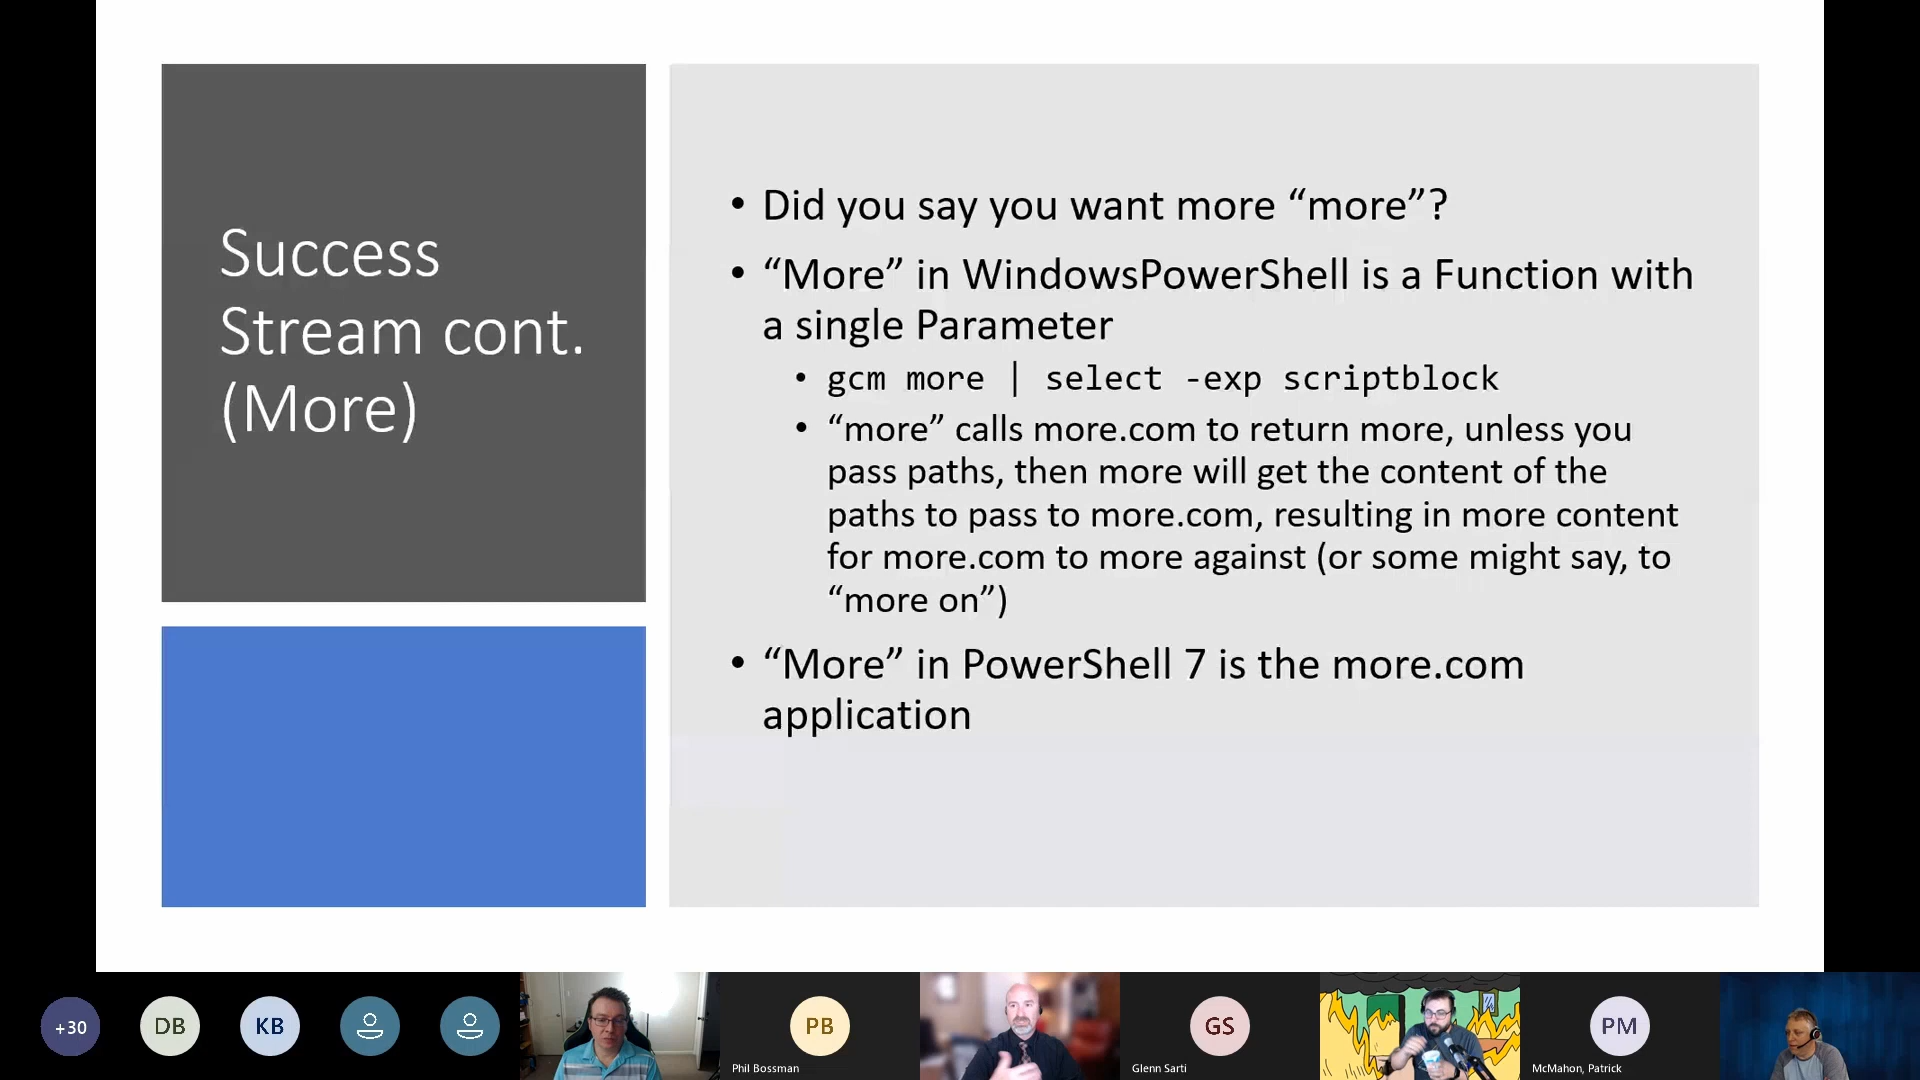 Success
Stream cont.
(More)
• Did you say you want more “more”?
• “More” in WindowsPowerShell is a Function with
a single Parameter
• gcm more | select -exp scriptblock
• “more” calls more.com to return more, unless you
pass paths, then more will get the content of the
paths to pass to more.com, resulting in more content
for more.com to more against (or some might say, to
“more on”)
• “More” in PowerShell 7 is the more.com
application
+30
DB
KB
PB
Phil Bossman
GS
Glenn Sarti
PM
McMahon, Patrick